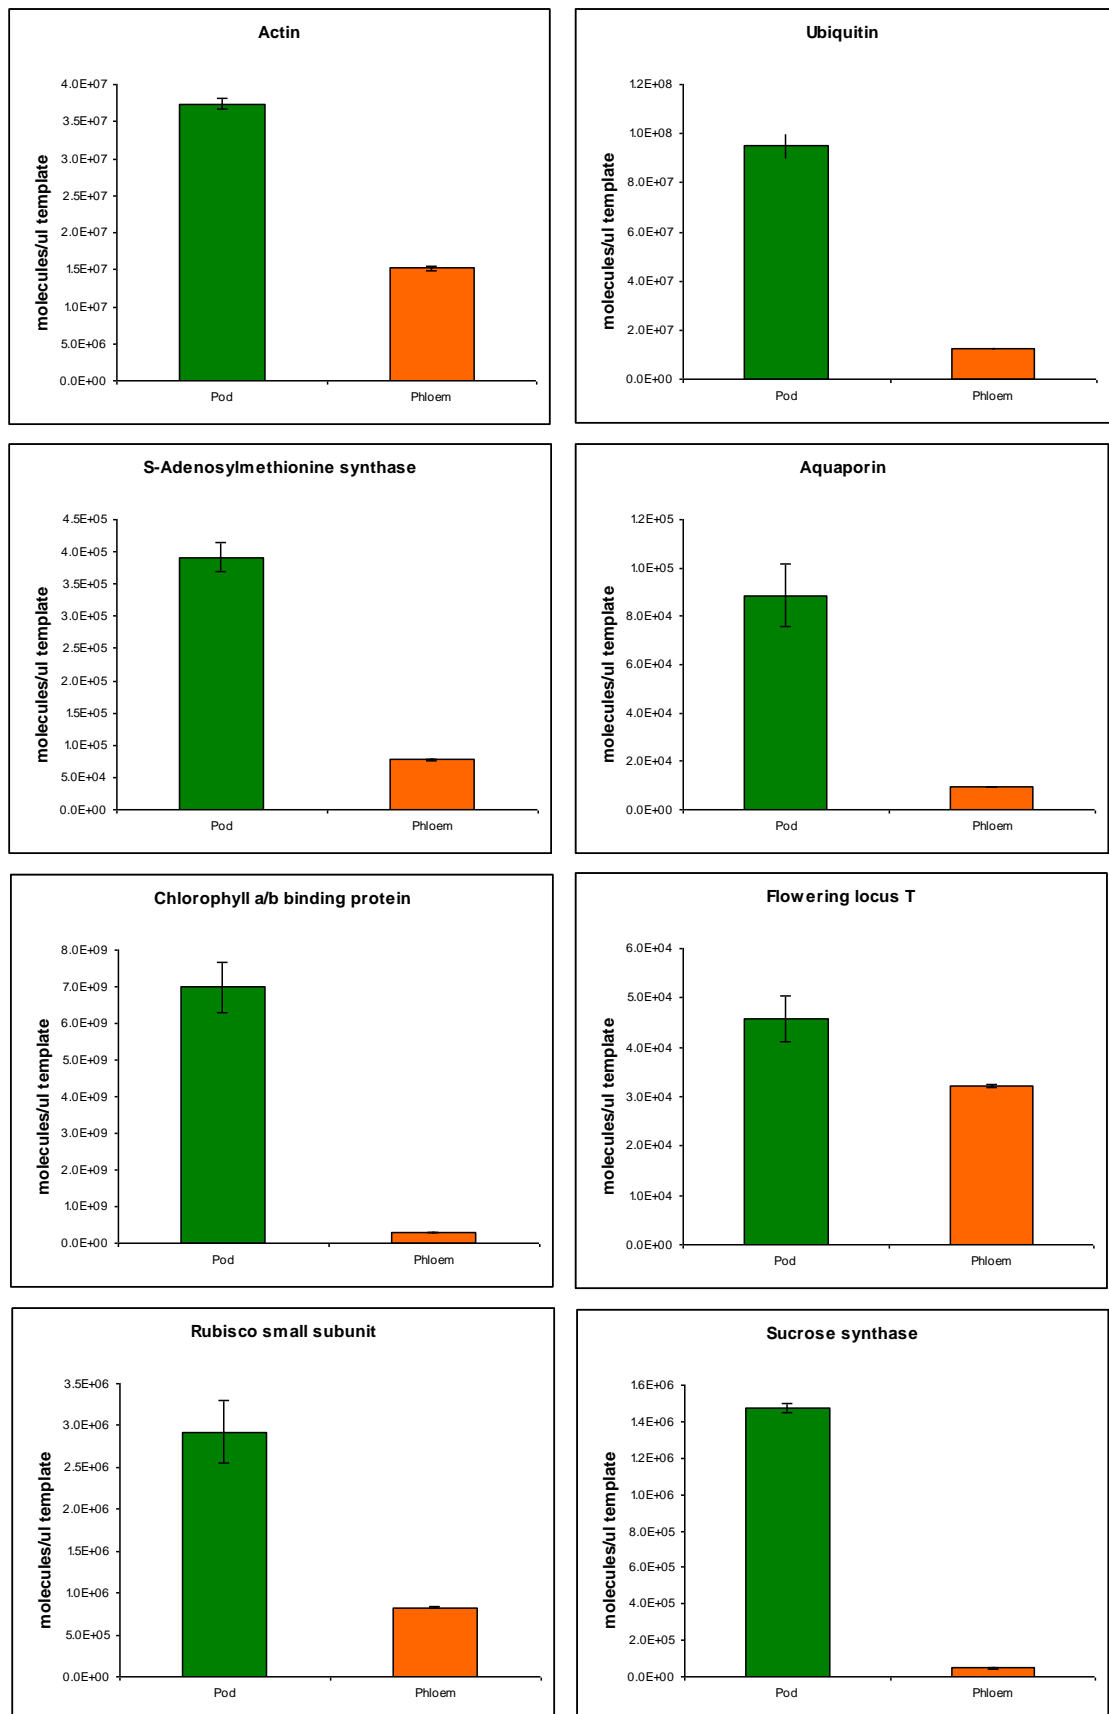 Actin
molecules/ul template
4.0E+07
3.5E+07
3.0E+07
2.5E+07
2.0E+07
1.5E+07
1.0E+07
5.0E+06
0.0E+00
Pod Phloem
Ubiquitin
molecules/ul template
1.2E+08
1.0E+08
8.0E+07
6.0E+07
4.0E+07
2.0E+07
0.0E+00
Pod Phloem
S-Adenosylmethionine synthase
molecules/ul template
4.5E+05
4.0E+05
3.5E+05
3.0E+05
2.5E+05
2.0E+05
1.5E+05
1.0E+05
5.0E+04
0.0E+00
Pod Phloem
Aquaporin
molecules/ul template
1.2E+05
1.0E+05
8.0E+04
6.0E+04
4.0E+04
2.0E+04
0.0E+00
Pod Phloem
Chlorophyll a/b binding protein
molecules/ul template
8.0E+09
7.0E+09
6.0E+09
5.0E+09
4.0E+09
3.0E+09
2.0E+09
1.0E+09
0.0E+00
Pod Phloem
Flowering locus T
molecules/ul template
6.0E+04
5.0E+04
4.0E+04
3.0E+04
2.0E+04
1.0E+04
0.0E+00
Pod Phloem
Rubisco small subunit
molecules/ul template
3.5E+06
3.0E+06
2.5E+06
2.0E+06
1.5E+06
1.0E+06
5.0E+05
0.0E+00
Pod Phloem
Sucrose synthase
molecules/ul template
1.6E+06
1.4E+06
1.2E+06
1.0E+06
8.0E+05
6.0E+05
4.0E+05
2.0E+05
0.0E+00
Pod Phloem